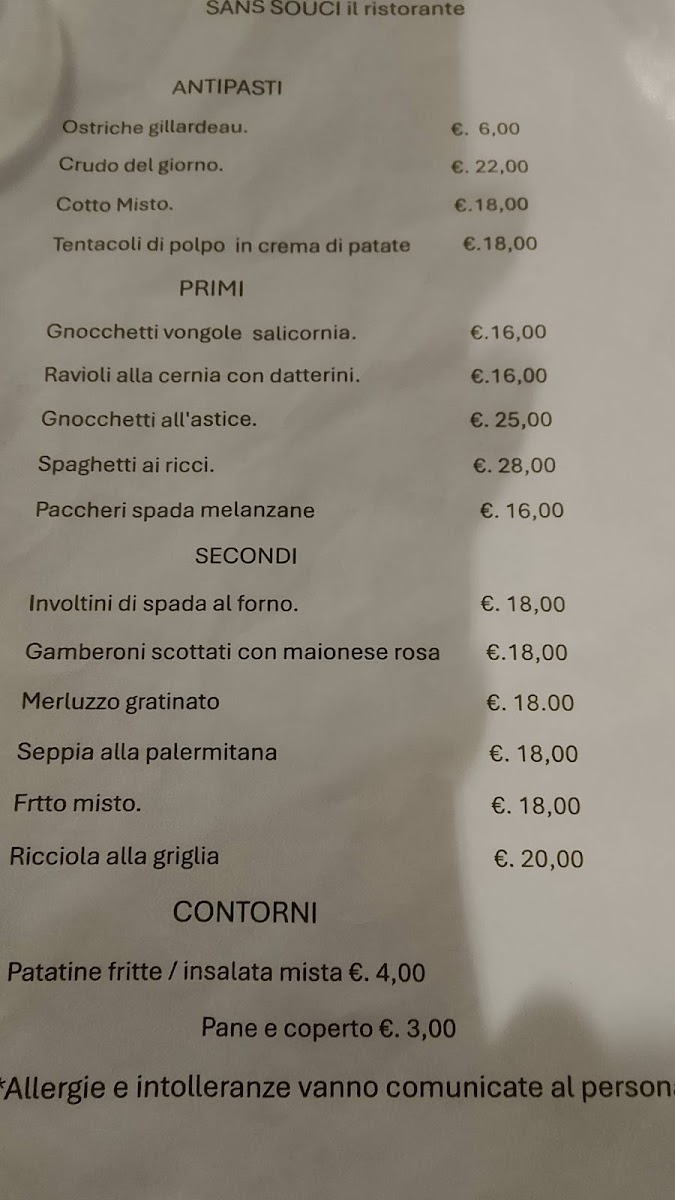 SANS SOUCI il ristorante
ANTIPASTI
Ostriche gillardeau. €. 6,00
Crudo del giorno. €. 22,00
Cotto Misto. €.18,00
Tentacoli di polpo in crema di patate €.18,00
PRIMI
Gnocchetti vongole salicornia. €.16,00
Ravioli alla cernia con datterini. €.16,00
Gnocchetti all'astice. €. 25,00
Spaghetti ai ricci. €. 28,00
Paccheri spada melanzane €. 16,00
SECONDI
Involtini di spada al forno. €. 18,00
Gamberoni scottati con maionese rosa €.18,00
Merluzzo gratinato €. 18.00
Seppia alla palermitana €. 18,00
Frtto misto. €. 18,00
Ricciola alla griglia €. 20,00
CONTORNI
Patatine fritte / insalata mista €. 4,00
Pane e coperto €. 3,00
*Allergie e intolleranze vanno comunicate al persona